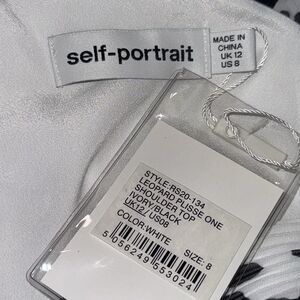 self-portrait
MADE IN
CHINA
UK 12
US 8
STYLE:RS20-134
LEOPARD PLISSE ONE
SHOULDER TOP
IVORY/BLACK
UK12// US08
COLOR:WHITE
SIZE: 8
5056249553024